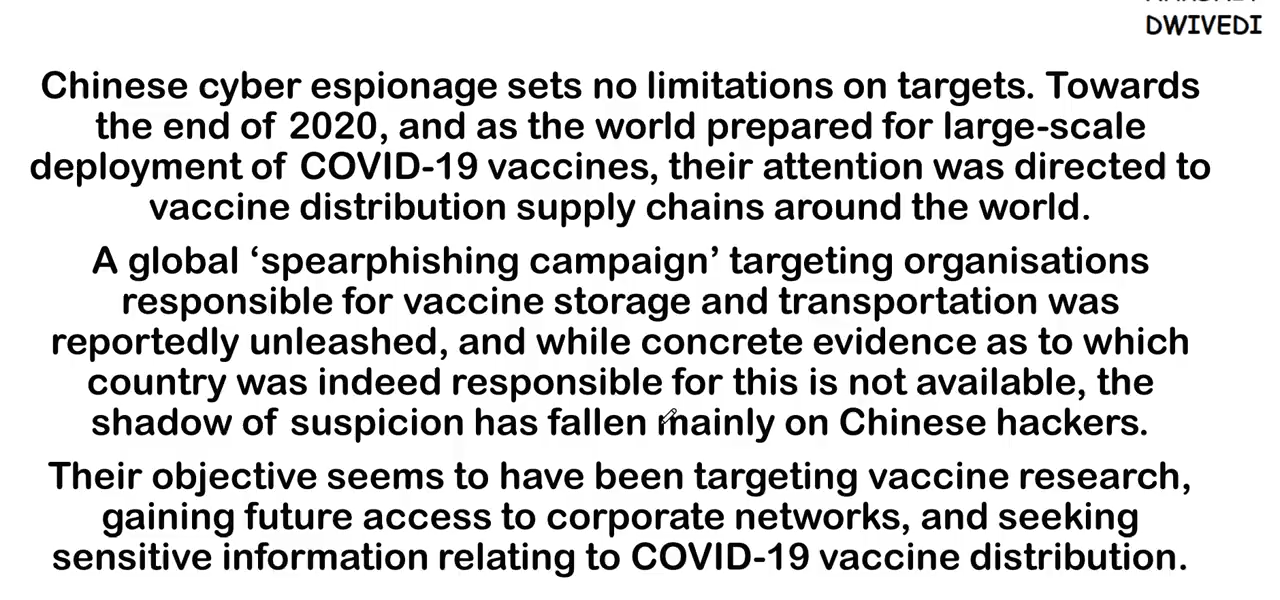 DWIVEDI
Chinese cyber espionage sets no limitations on targets. Towards
the end of 2020, and as the world prepared for large-scale
deployment of COVID-19 vaccines, their attention was directed to
vaccine distribution supply chains around the world.
A global ‘spearphishing campaign’ targeting organisations
responsible for vaccine storage and transportation was
reportedly unleashed, and while concrete evidence as to which
country was indeed responsible for this is not available, the
shadow of suspicion has fallen mainly on Chinese hackers.
Their objective seems to have been targeting vaccine research,
gaining future access to corporate networks, and seeking
sensitive information relating to COVID-19 vaccine distribution.